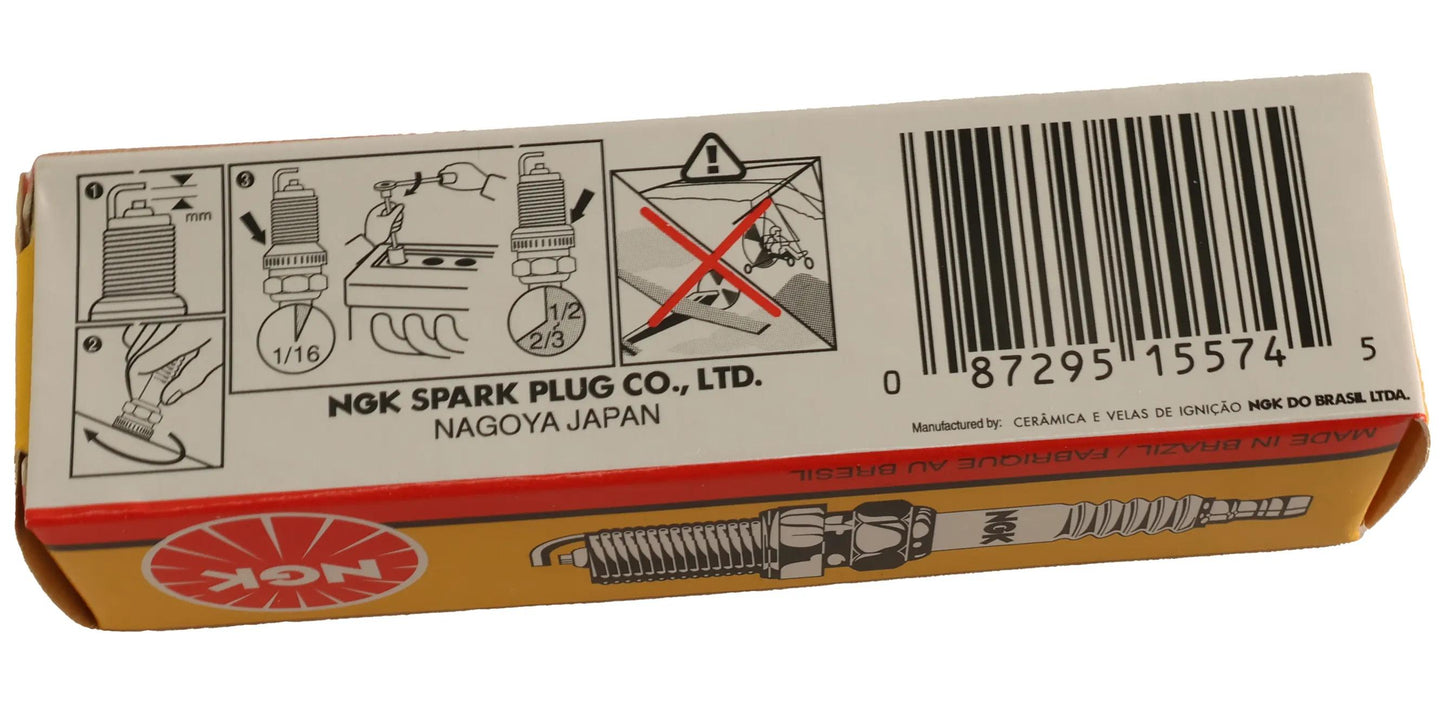 1
mm
2
3
1/16
1/2
2/3
!
NGK SPARK PLUG CO., LTD.
NAGOYA JAPAN
0 87295 15574 5
Manufactured by: CERÂMICA E VELAS DE IGNIÇÃO NGK DO BRASIL LTDA.
MADE IN BRAZIL / FABRIQUE AU BRESIL
NGK
NGK